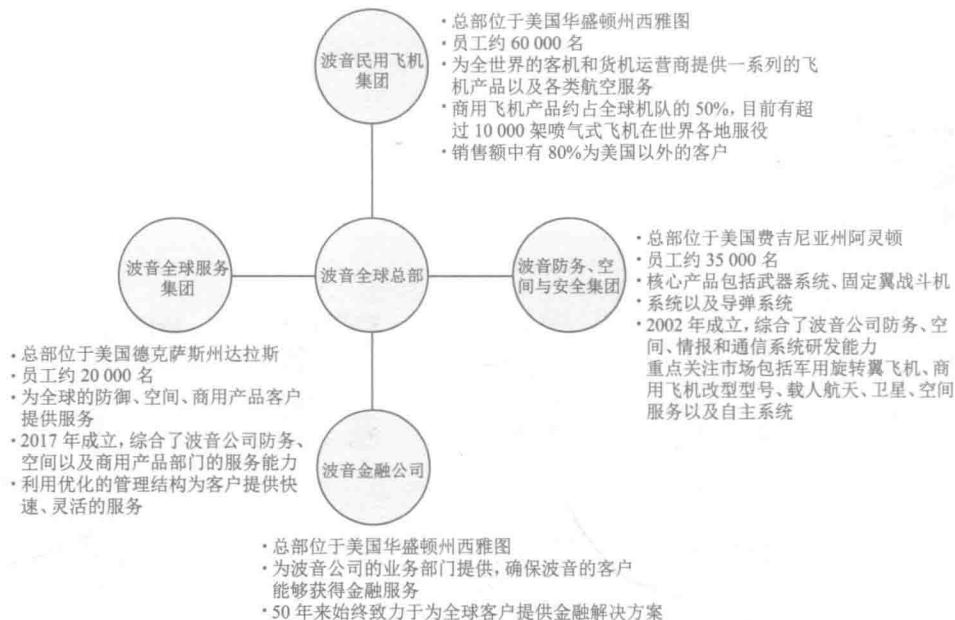 波音民用飞机
集团
· 总部位于美国华盛顿州西雅图
· 员工约 60 000 名
· 为全世界的客机和货机运营商提供一系列的飞
机产品以及各类航空服务
· 商用飞机产品约占全球机队的 50%, 目前有超
过 10 000 架喷气式飞机在世界各地服役
· 销售额中有 80%为美国以外的客户
波音全球服务
集团
波音全球总部
波音防务、空
间与安全集团
· 总部位于美国费吉尼亚州阿灵顿
· 员工约 35 000 名
· 核心产品包括武器系统、固定翼战斗机
· 系统以及导弹系统
· 2002 年成立, 综合了波音公司防务、空
间、情报和通信系统研发能力
重点关注市场包括军用旋转翼飞机、商
用飞机改型型号、载人航天、卫星、空间
服务以及自主系统
· 总部位于美国德克萨斯州达拉斯
· 员工约 20 000 名
· 为全球的防御、空间、商用产品客户
提供服务
· 2017 年成立, 综合了波音公司防务、
空间以及商用产品部门的服务能力
· 利用优化的管理结构为客户提供快
速、灵活的服务
波音金融公司
· 总部位于美国华盛顿州西雅图
· 为波音公司的业务部门提供, 确保波音的客户
能够获得金融服务
· 50 年来始终致力于为全球客户提供金融解决方案